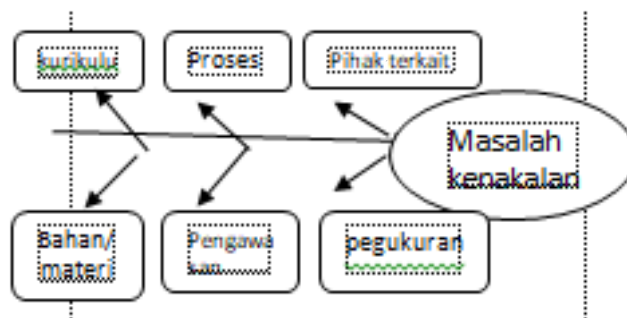 kurikulu
Proses
Pihak terkait
Masalah
kenakalan
Bahan/
materi
Pengawa
san
pegukuran